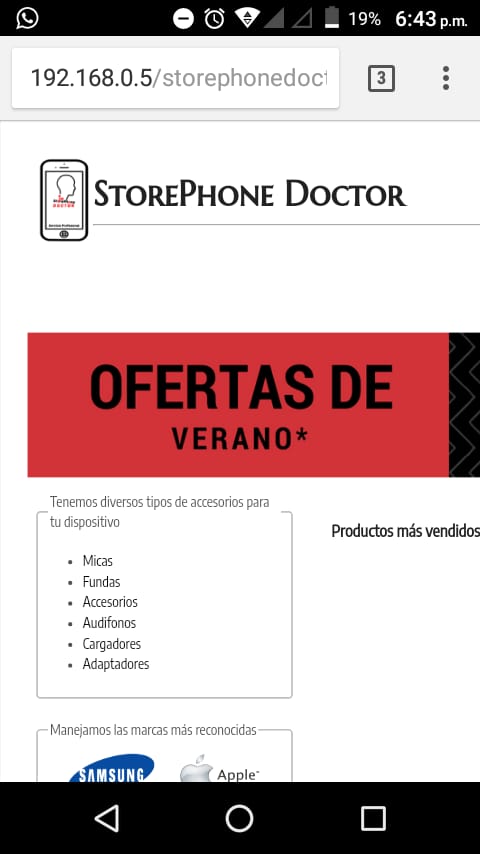 19% 6:43 p.m.
192.168.0.5/storephonedoct
3
DOCTOR
STOREPHONE DOCTOR
OFERTAS DE
VERANO*
Tenemos diversos tipos de accesorios para
tu dispositivo
Productos más vendidos
Micas
Fundas
Accesorios
Audifonos
Cargadores
Adaptadores
Manejamos las marcas más reconocidas
SAMSUNG
Apple